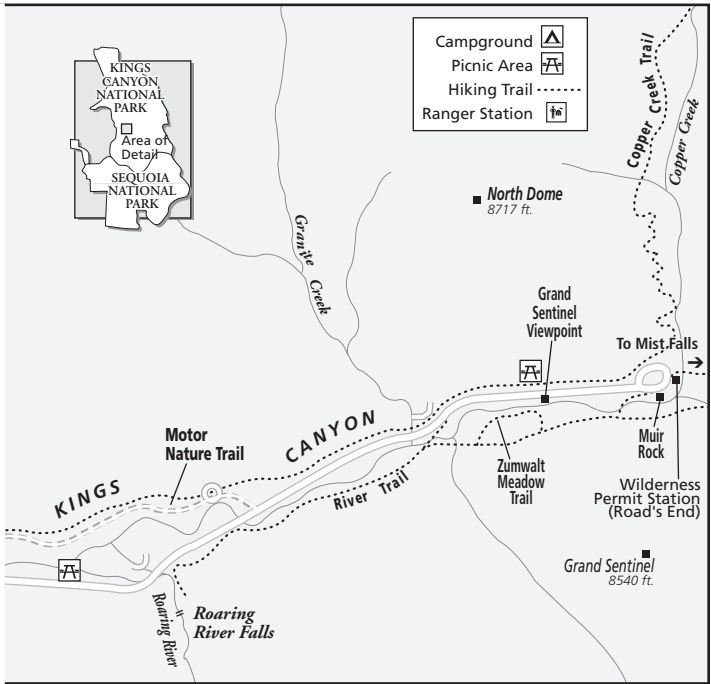 KINGS
CANYON
NATIONAL
PARK
Area of
Detail
SEQUOIA
NATIONAL
PARK
Campground
Picnic Area
Hiking Trail
Ranger Station
Copper Creek Trail
Copper Creek
North Dome
8717 ft.
Granite Creek
Grand
Sentinel
Viewpoint
To Mist Falls
Motor
Nature Trail
KINGS CANYON
River Trail
Zumwalt
Meadow
Trail
Muir
Rock
Wilderness
Permit Station
(Road's End)
Grand Sentinel
8540 ft.
Roaring River
Roaring
River Falls